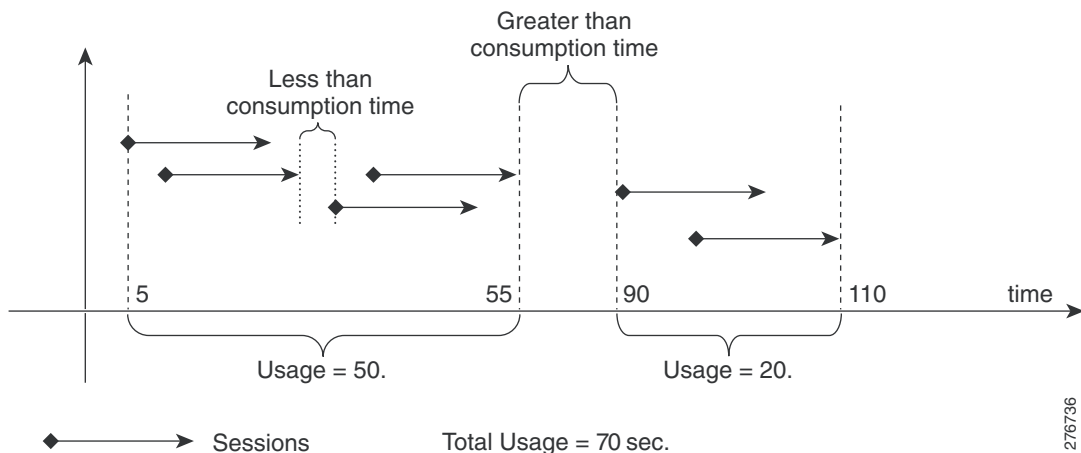 Greater than
consumption time
Less than
consumption time
5
55
90
110
time
Usage = 50.
Usage = 20.
Sessions
Total Usage = 70 sec.
276736